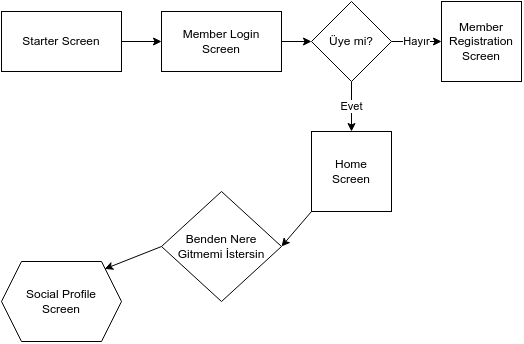 Starter Screen
Member Login
Screen
Üye mi?
Hayır
Member
Registration
Screen
Evet
Home
Screen
Benden Nere
Gitmemi İstersin
Social Profile
Screen